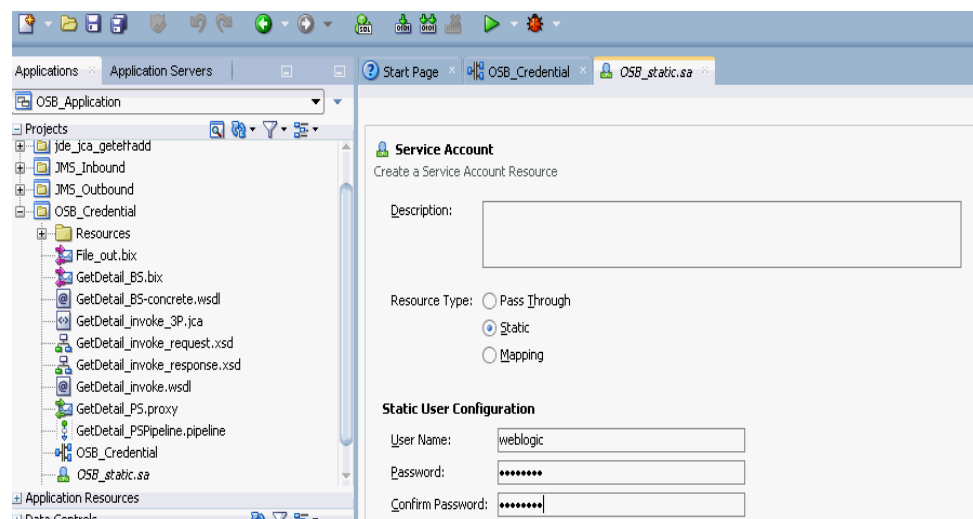 Applications
Application Servers
Start Page
OSB_Credential
OSB_static.sa
OSB_Application
Projects
jde_jca_geteffadd
JMS_Inbound
JMS_Outbound
OSB_Credential
Resources
File_out.bix
GetDetail_BS.bix
GetDetail_BS-concrete.wsdl
GetDetail_invoke_3P.jca
GetDetail_invoke_request.xsd
GetDetail_invoke_response.xsd
GetDetail_invoke.wsdl
GetDetail_PS.proxy
GetDetail_PSPipeline.pipeline
OSB_Credential
OSB_static.sa
Application Resources
Data Controls
Service Account
Create a Service Account Resource
Description:
Resource Type:
Pass Through
Static
Mapping
Static User Configuration
User Name: weblogic
Password: ••••••••
Confirm Password: ••••••••